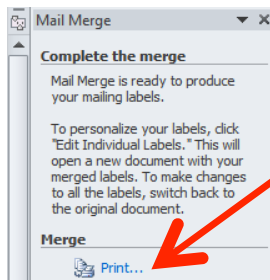 Mail Merge
Complete the merge
Mail Merge is ready to produce
your mailing labels.
To personalize your labels, click
"Edit Individual Labels." This will
open a new document with your
merged labels. To make changes
to all the labels, switch back to
the original document.
Merge
Print...